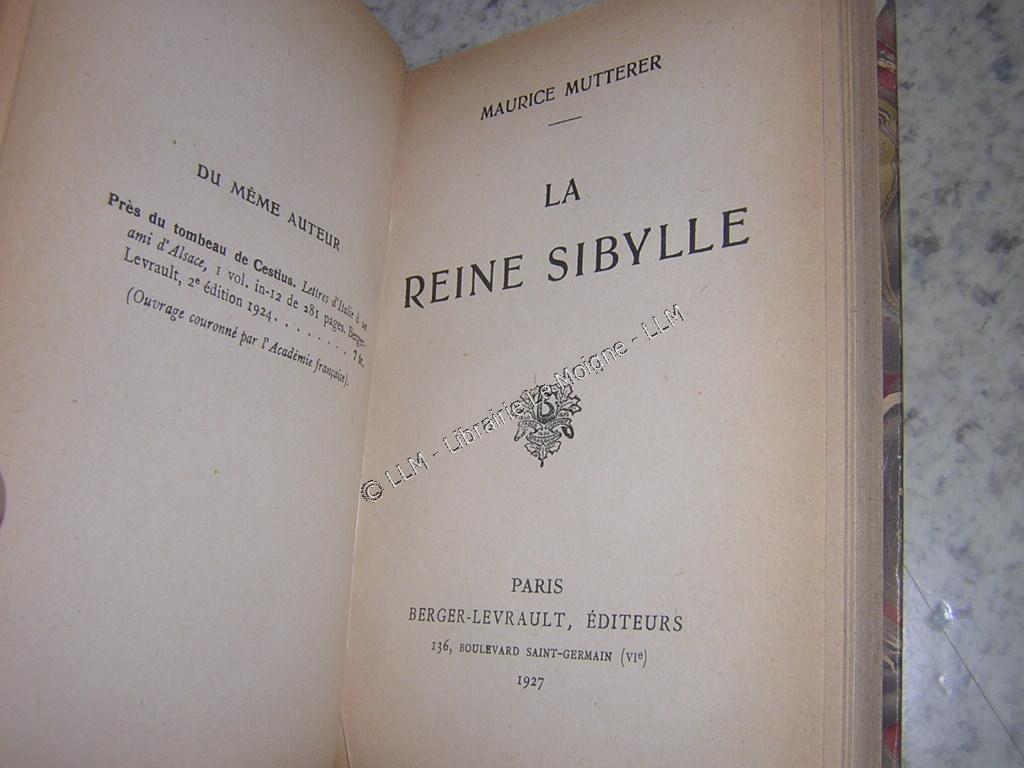 DU MÊME AUTEUR
Près du tombeau de Cestius. Lettres d'Italie à un
ami d'Alsace, 1 vol. in-12 de 281 pages. Berger-
Levrault, 2e édition 1924. . . . . . . . 7 fr.
(Ouvrage couronné par l'Académie française).
MAURICE MUTTERER
LA
REINE SIBYLLE
© LLM - Librairie Le Moigne - LLM
PARIS
BERGER-LEVRAULT, ÉDITEURS
136, BOULEVARD SAINT-GERMAIN (VIe)
1927